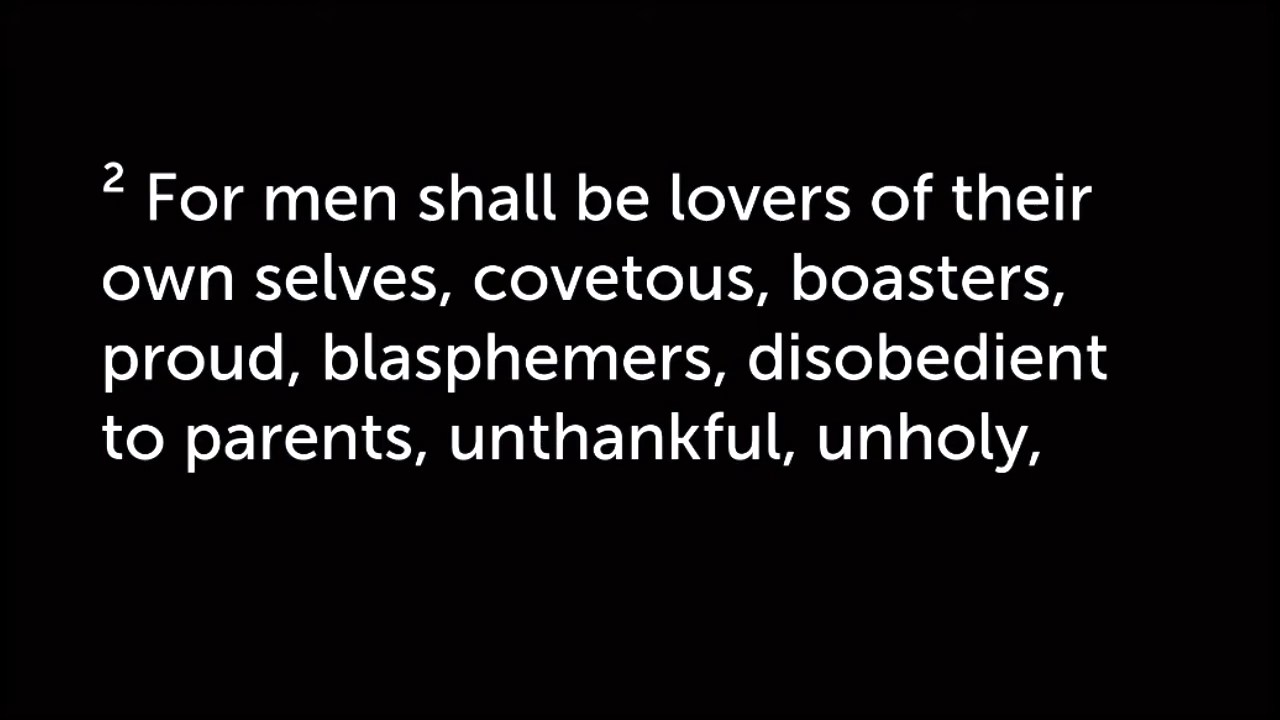 ² For men shall be lovers of their
own selves, covetous, boasters,
proud, blasphemers, disobedient
to parents, unthankful, unholy,